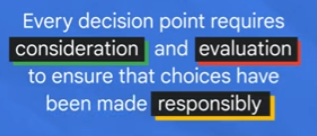 Every decision point requires
consideration and evaluation
to ensure that choices have
been made responsibly